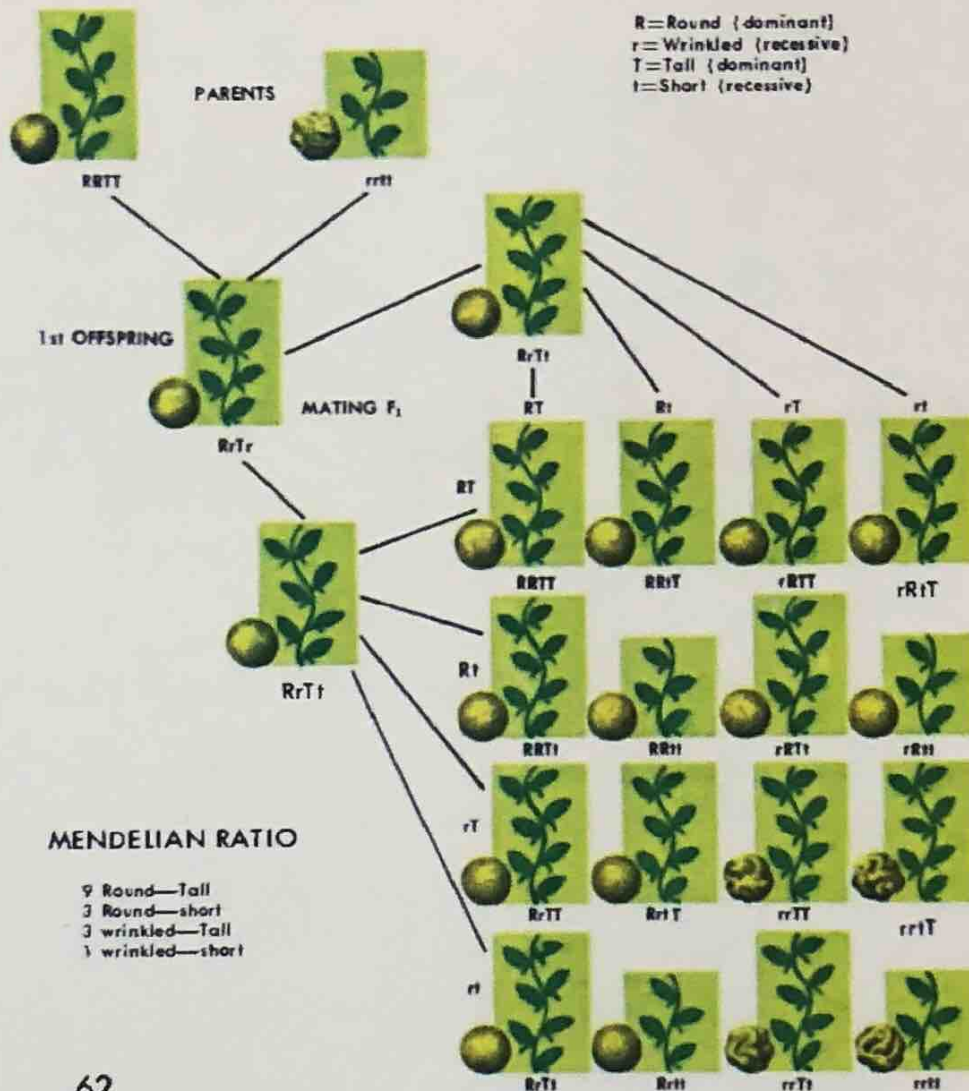 R=Round (dominant)
r=Wrinkled (recessive)
T=Tall (dominant)
t=Short (recessive)
PARENTS
RRTT
rrtt
1st OFFSPRING
RrTt
MATING F₁
RrTr
RT Rt rT rt
RT
RRTT RRtT rRTT rRtT
RrTt
Rt
RRTt RRtt rRTt rRtt
MENDELIAN RATIO
9 Round—Tall
3 Round—short
3 wrinkled—Tall
1 wrinkled—short
rT
RrTT RrtT rrTT rrtT
rt
RrTt Rrtt rrTt rrtt
62